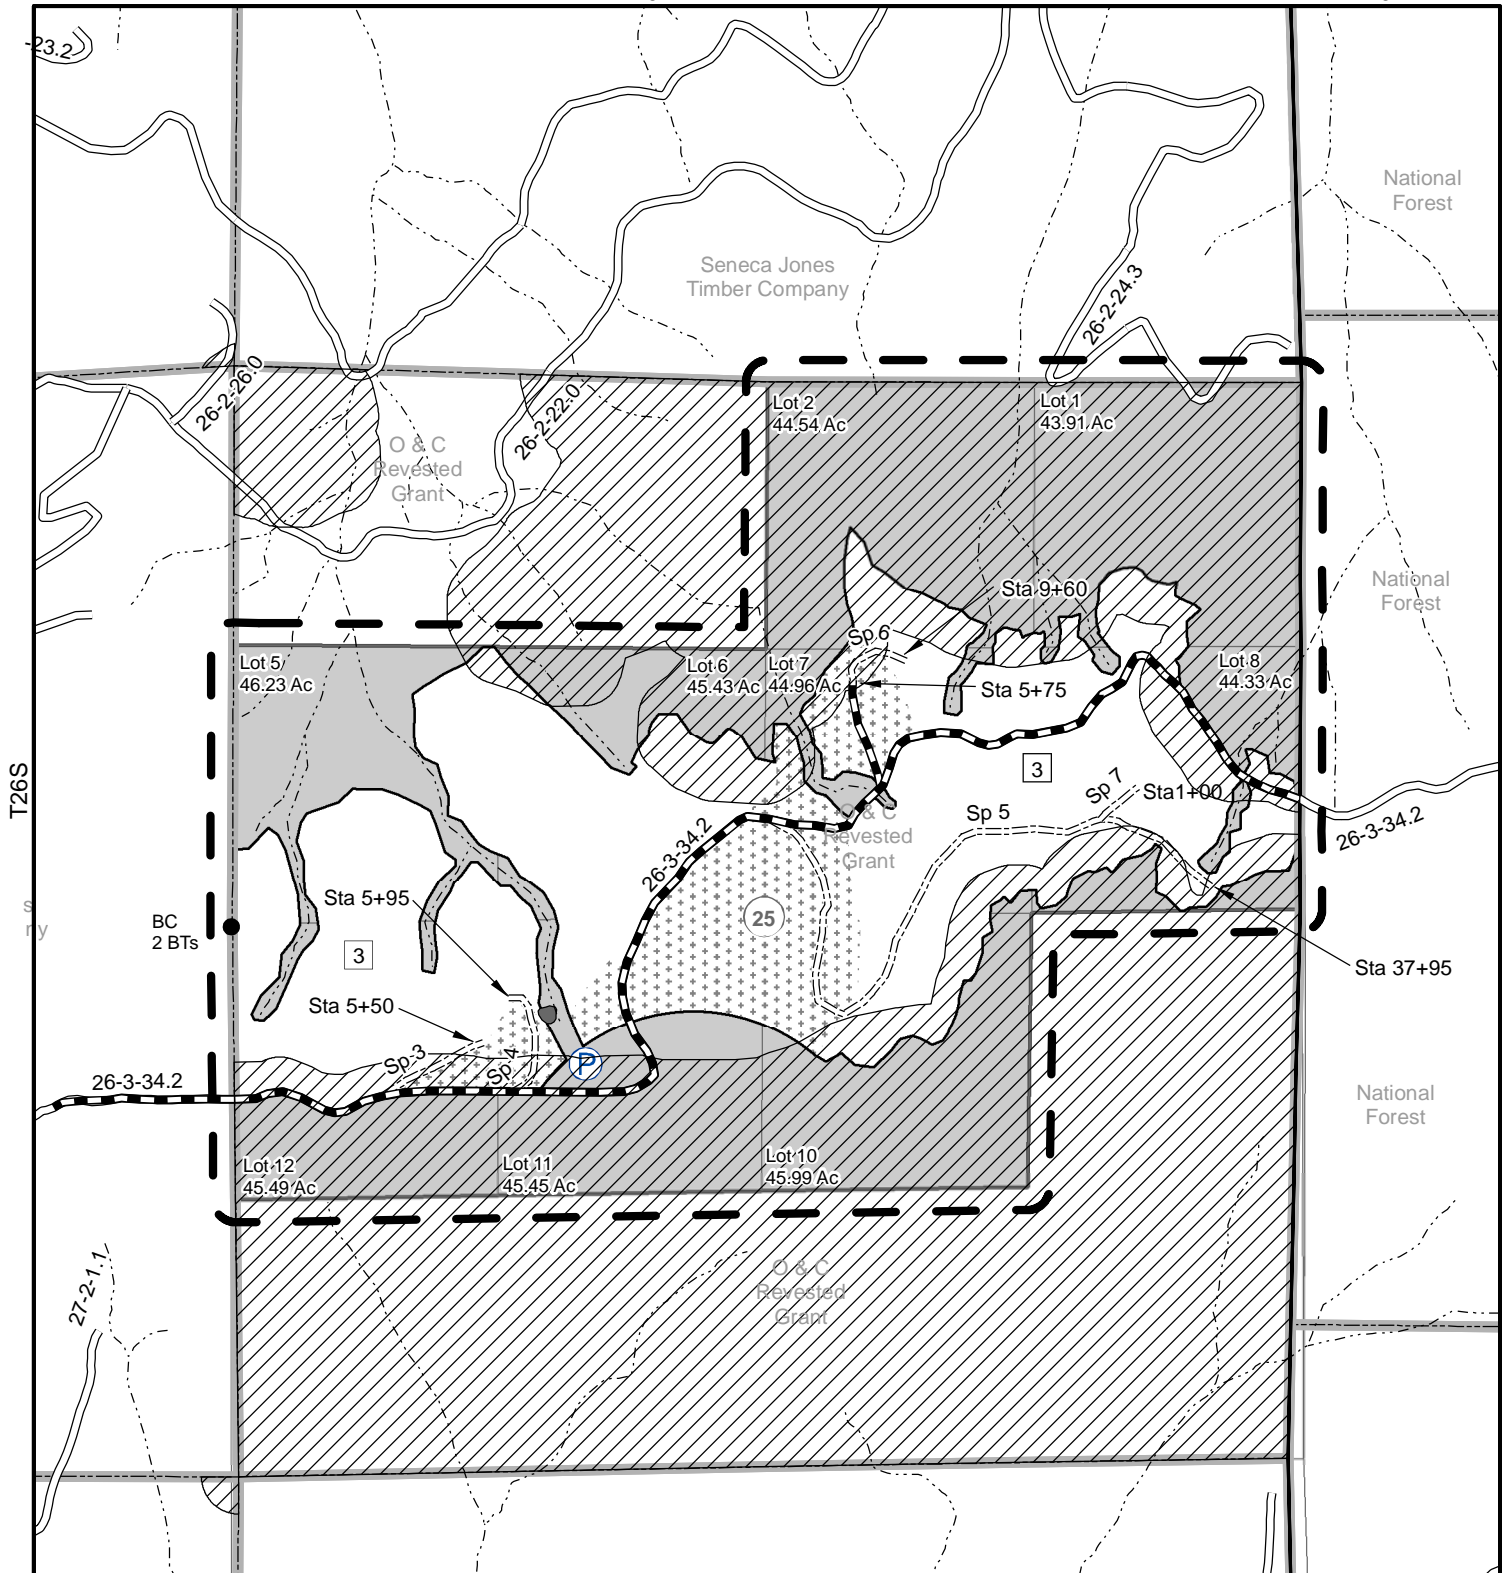 -23.2
National
Forest
Seneca Jones
Timber Company
26-2-24.3
26-2-26.0
26-2-22.0
Lot 2
44.54 Ac
Lot 1
43.91 Ac
O & C
Revested
Grant
National
Forest
Sta 9+60
Sp 6
Lot 5
46.23 Ac
Lot 6
45.43 Ac
Lot 7
44.96 Ac
Lot 8
44.33 Ac
Sta 5+75
3
T26S
Sp 7
Sta1+00
Sp 5
O & C
Revested
Grant
26-3-34.2
26-3-34.2
Sta 5+95
25
BC
2 BTs
3
Sta 37+95
Sta 5+50
Sp 3
Sp 4
P
26-3-34.2
National
Forest
Lot 12
45.49 Ac
Lot 11
45.45 Ac
Lot 10
45.99 Ac
27-2-1.1
O & C
Revested
Grant